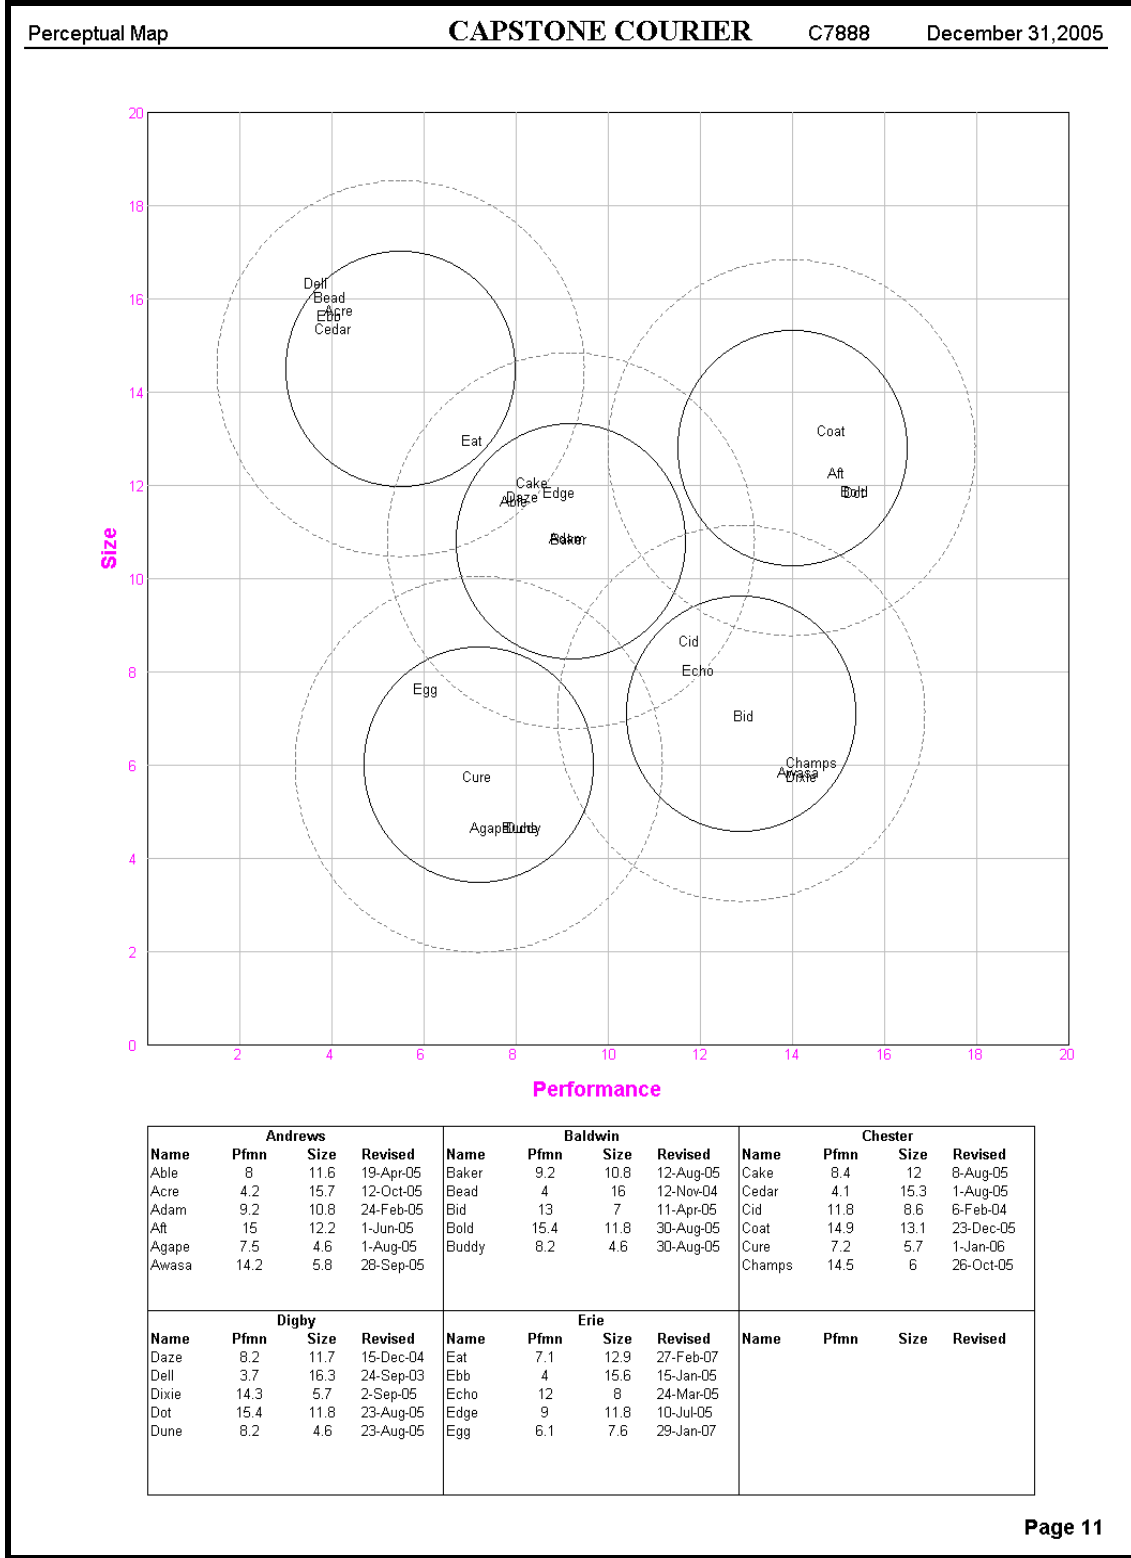 Perceptual Map CAPSTONE COURIER C7888 December 31,2005
20
18
Dell
16
Bead
Acre
Ebb
Cedar
14
Coat
Eat
Aft
12
Cake
Edge
Daze
Able
Bold
Dot
Size
Adam
Baker
10
Cid
8
Echo
Egg
Bid
6
Champs
Awasa
Dixie
Cure
Agape
Buddy
Dune
4
2
0
2 4 6 8 10 12 14 16 18 20
Performance
Andrews Baldwin Chester
Name Pfmn Size Revised Name Pfmn Size Revised Name Pfmn Size Revised
Able 8 11.6 19-Apr-05 Baker 9.2 10.8 12-Aug-05 Cake 8.4 12 8-Aug-05
Acre 4.2 15.7 12-Oct-05 Bead 4 16 12-Nov-04 Cedar 4.1 15.3 1-Aug-05
Adam 9.2 10.8 24-Feb-05 Bid 13 7 11-Apr-05 Cid 11.8 8.6 6-Feb-04
Aft 15 12.2 1-Jun-05 Bold 15.4 11.8 30-Aug-05 Coat 14.9 13.1 23-Dec-05
Agape 7.5 4.6 1-Aug-05 Buddy 8.2 4.6 30-Aug-05 Cure 7.2 5.7 1-Jan-06
Awasa 14.2 5.8 28-Sep-05 Champs 14.5 6 26-Oct-05
Digby Erie
Name Pfmn Size Revised Name Pfmn Size Revised Name Pfmn Size Revised
Daze 8.2 11.7 15-Dec-04 Eat 7.1 12.9 27-Feb-07
Dell 3.7 16.3 24-Sep-03 Ebb 4 15.6 15-Jan-05
Dixie 14.3 5.7 2-Sep-05 Echo 12 8 24-Mar-05
Dot 15.4 11.8 23-Aug-05 Edge 9 11.8 10-Jul-05
Dune 8.2 4.6 23-Aug-05 Egg 6.1 7.6 29-Jan-07
Page 11